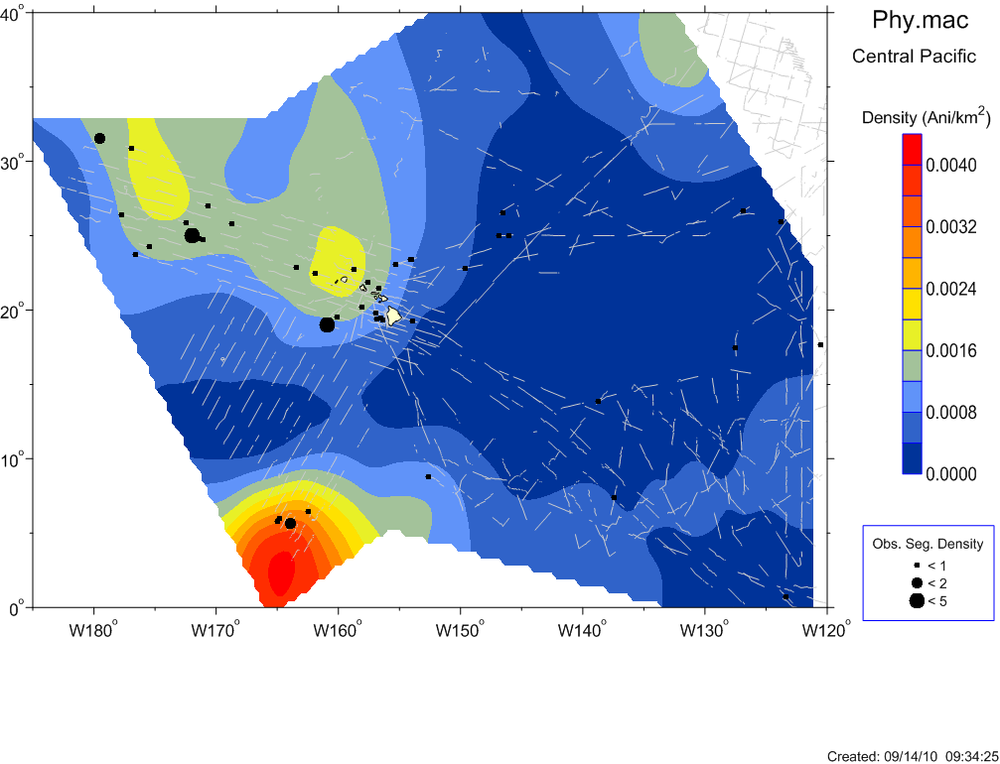 Phy.mac
Central Pacific
Density (Ani/km2)
0.0040
0.0032
0.0024
0.0016
0.0008
0.0000
Obs. Seg. Density
< 1
< 2
< 5
40°
30°
20°
10°
0°
W180° W170° W160° W150° W140° W130° W120°
Created: 09/14/10 09:34:25